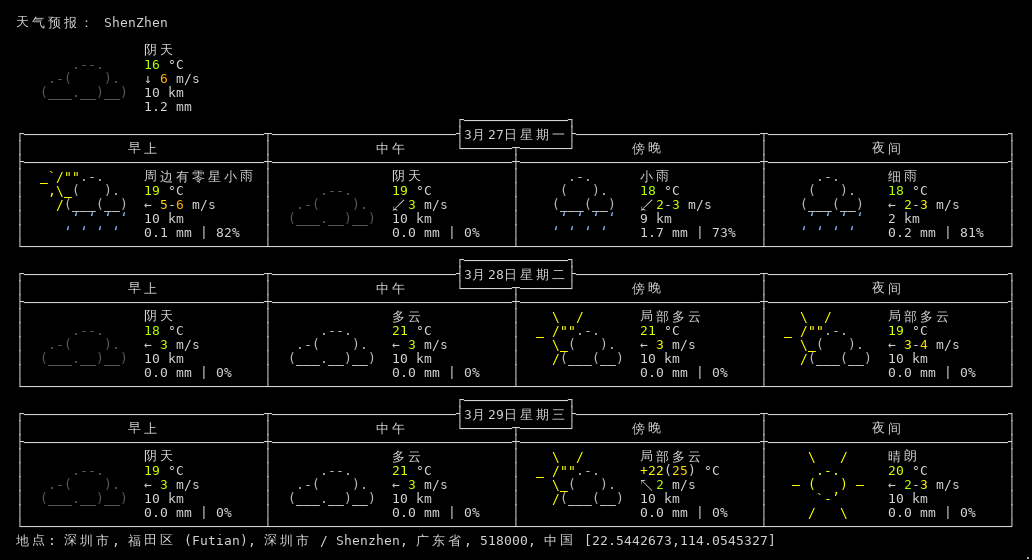 天气预报： ShenZhen
阴天
16 °C
↓ 6 m/s
10 km
1.2 mm
3月27日星期一
早上 中午 傍晚 夜间
周边有零星小雨 阴天 小雨 细雨
19 °C 19 °C 18 °C 18 °C
← 5-6 m/s ↙ 3 m/s ↙ 2-3 m/s ← 2-3 m/s
10 km 10 km 9 km 2 km
0.1 mm | 82% 0.0 mm | 0% 1.7 mm | 73% 0.2 mm | 81%
3月28日星期二
早上 中午 傍晚 夜间
阴天 多云 局部多云 局部多云
18 °C 21 °C 21 °C 19 °C
← 3 m/s ← 3 m/s ← 3 m/s ← 3-4 m/s
10 km 10 km 10 km 10 km
0.0 mm | 0% 0.0 mm | 0% 0.0 mm | 0% 0.0 mm | 0%
3月29日星期三
早上 中午 傍晚 夜间
阴天 多云 局部多云 晴朗
19 °C 21 °C +22(25) °C 20 °C
← 3 m/s ← 3 m/s ↖ 2 m/s ← 2-3 m/s
10 km 10 km 10 km 10 km
0.0 mm | 0% 0.0 mm | 0% 0.0 mm | 0% 0.0 mm | 0%
地点: 深圳市, 福田区 (Futian), 深圳市 / Shenzhen, 广东省, 518000, 中国 [22.5442673,114.0545327]